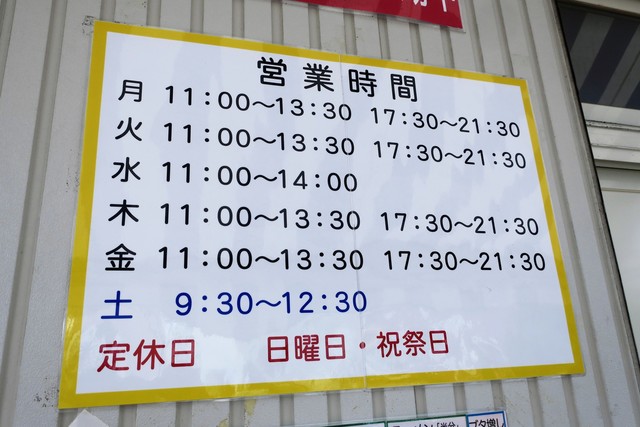 営業時間
月 11:00～13:30 17:30～21:30
火 11:00～13:30 17:30～21:30
水 11:00～14:00
木 11:00～13:30 17:30～21:30
金 11:00～13:30 17:30～21:30
土 9:30～12:30
定休日 日曜日・祝祭日